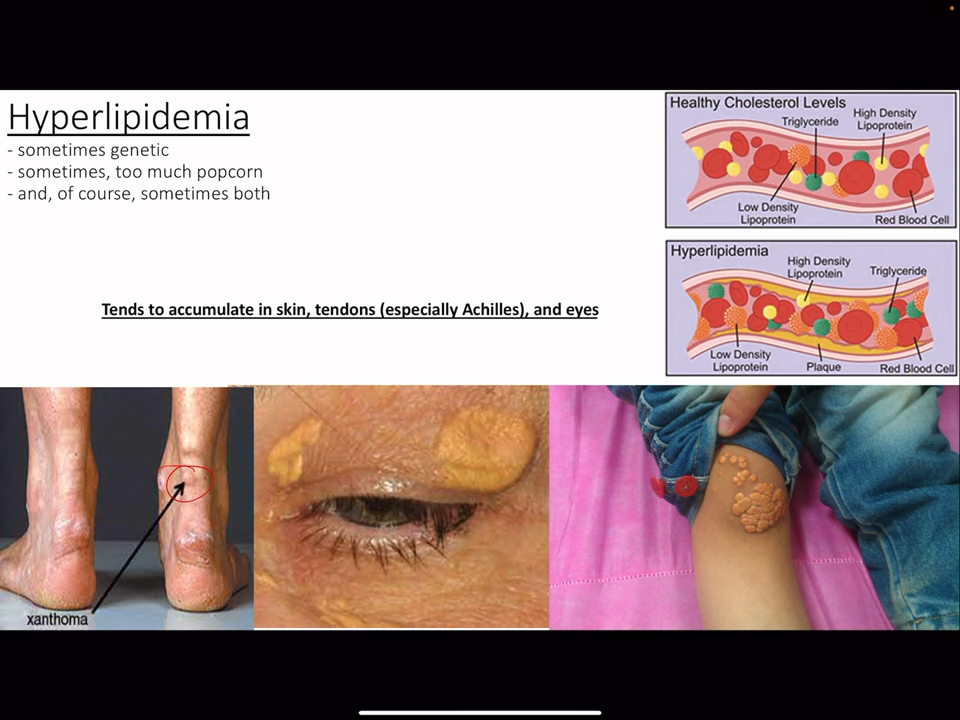 Hyperlipidemia
- sometimes genetic
- sometimes, too much popcorn
- and, of course, sometimes both
Tends to accumulate in skin, tendons (especially Achilles), and eyes
Healthy Cholesterol Levels
Triglyceride
High Density
Lipoprotein
Low Density
Lipoprotein
Red Blood Cell
Hyperlipidemia
High Density
Lipoprotein
Triglyceride
Low Density
Lipoprotein
Plaque
Red Blood Cell
xanthoma